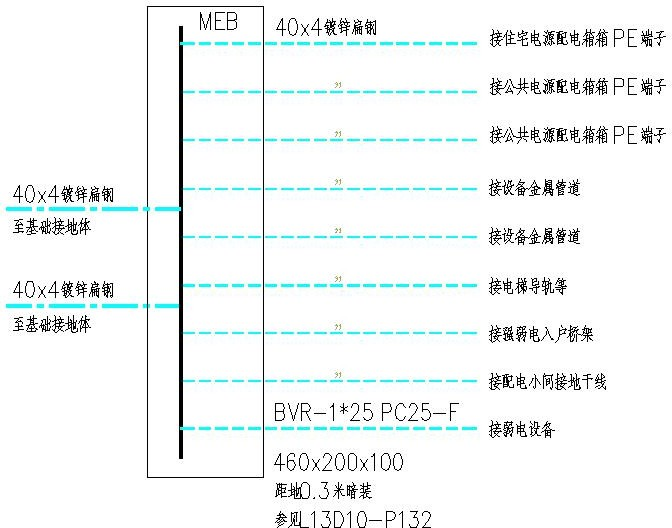 MEB
40x4镀锌扁钢
接住宅电源配电箱箱PE端子
〃
接公共电源配电箱箱PE端子
〃
接公共电源配电箱箱PE端子
〃
接设备金属管道
40x4镀锌扁钢
至基础接地体
〃
接设备金属管道
〃
接电梯导轨等
40x4镀锌扁钢
至基础接地体
〃
接强弱电入户桥架
〃
接配电小间接地干线
BVR-1*25 PC25-F
接弱电设备
460x200x100
距地0.3米暗装
参见L13D10-P132